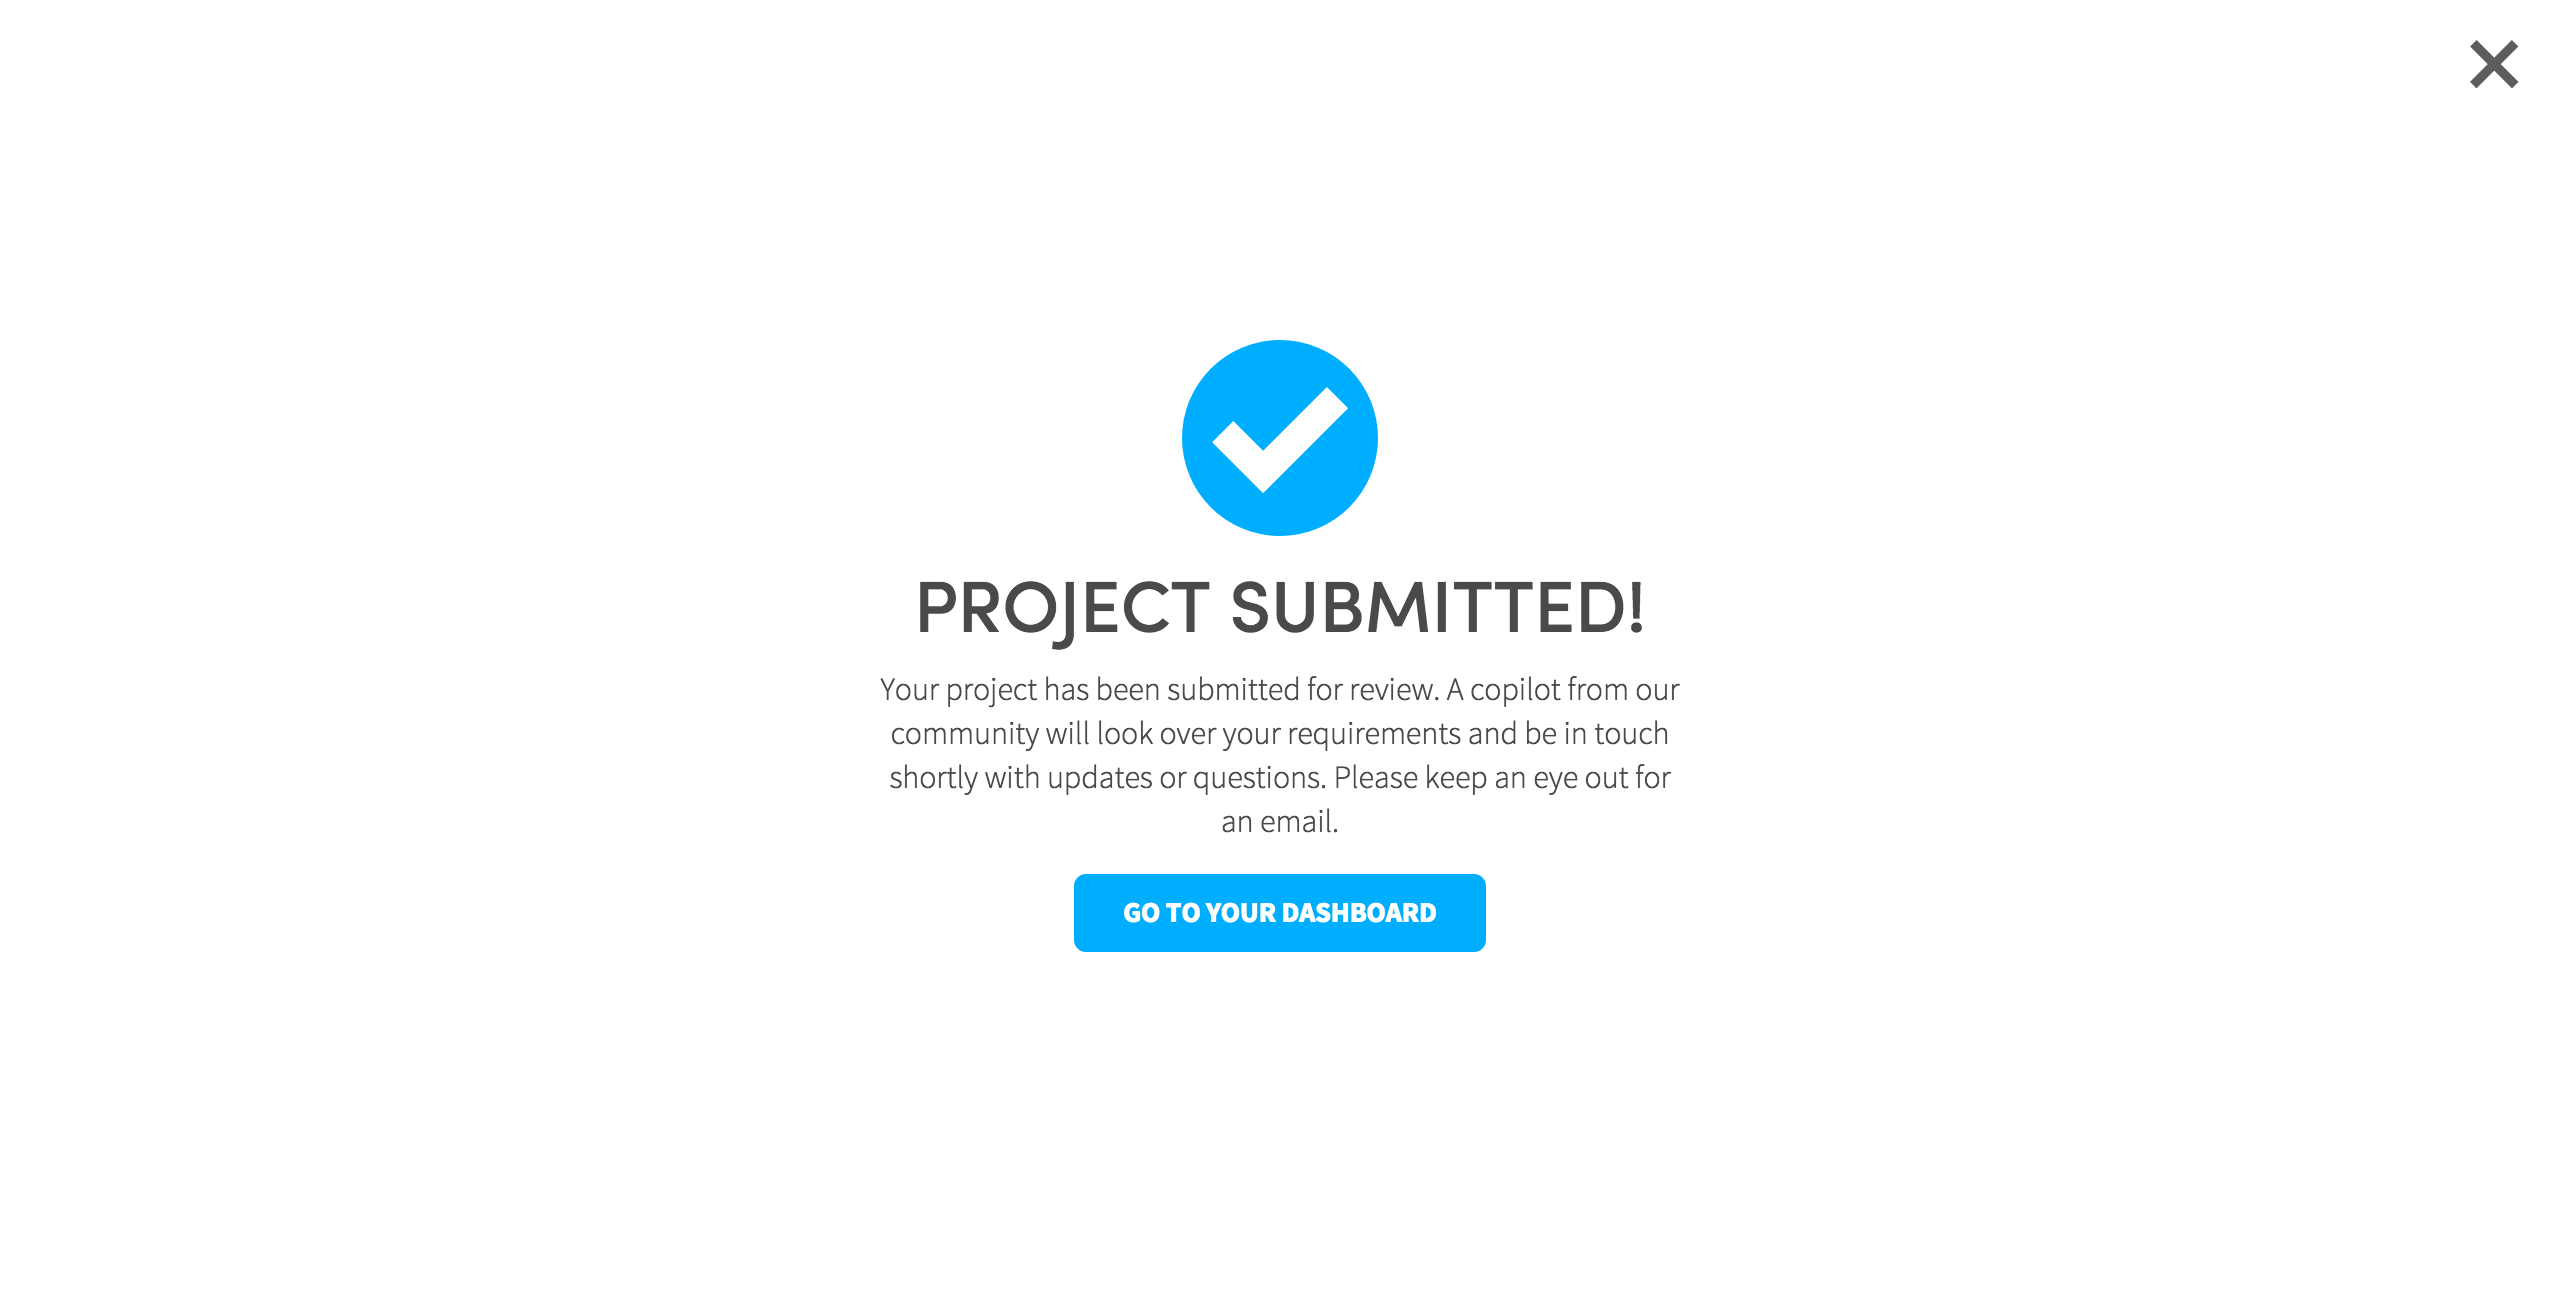 PROJECT SUBMITTED!
Your project has been submitted for review. A copilot from our
community will look over your requirements and be in touch
shortly with updates or questions. Please keep an eye out for
an email.
GO TO YOUR DASHBOARD